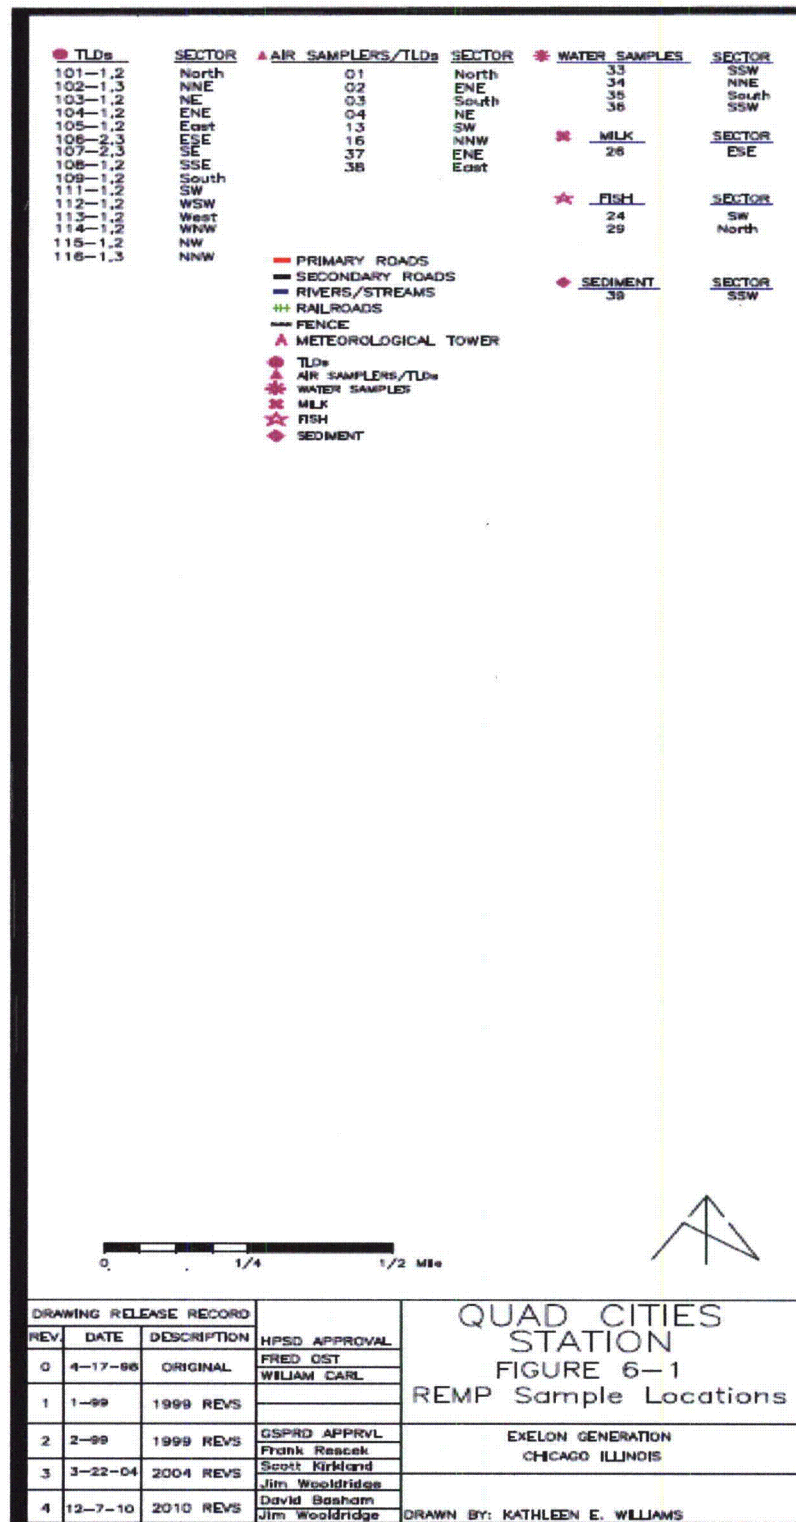 TLDs SECTOR
101-1,2 North
102-1,3 NNE
103-1,2 NE
104-1,2 ENE
105-1,2 East
106-2,3 ESE
107-2,3 SE
108-1,2 SSE
109-1,2 South
111-1,2 SW
112-1,2 WSW
113-1,2 West
114-1,2 WNW
115-1,2 NW
116-1,3 NNW
AIR SAMPLERS/TLDs SECTOR
01 North
02 ENE
03 South
04 NE
13 SW
16 NNW
37 ENE
38 East
WATER SAMPLES SECTOR
33 SSW
34 NNE
35 South
36 SSW
MILK SECTOR
26 ESE
FISH SECTOR
24 SW
29 North
SEDIMENT SECTOR
39 SSW
PRIMARY ROADS
SECONDARY ROADS
RIVERS/STREAMS
RAILROADS
FENCE
METEOROLOGICAL TOWER
TLDs
AIR SAMPLERS/TLDs
WATER SAMPLES
MILK
FISH
SEDIMENT
0 1/4 1/2 Mile
DRAWING RELEASE RECORD
REV. DATE DESCRIPTION
0 4-17-96 ORIGINAL
1 1-99 1999 REVS
2 2-99 1999 REVS
3 3-22-04 2004 REVS
4 12-7-10 2010 REVS
HPSD APPROVAL
FRED OST
WILIAM CARL
GSPRD APPRVL
Frank Rescek
Scott Kirkland
Jim Wooldridge
David Basham
Jim Wooldridge
QUAD CITIES
STATION
FIGURE 6-1
REMP Sample Locations
EXELON GENERATION
CHICAGO ILLINOIS
DRAWN BY: KATHLEEN E. WILLIAMS